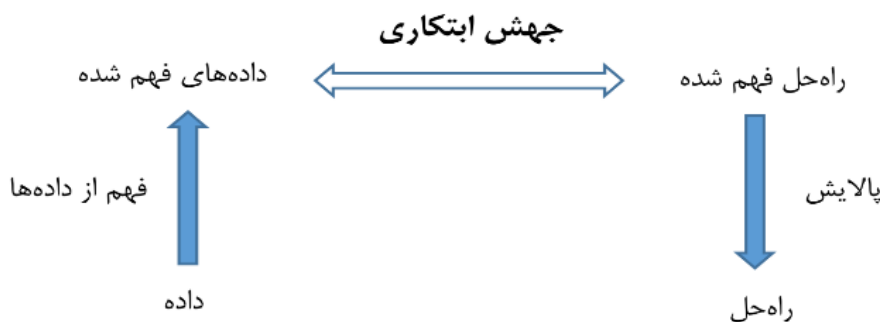 جهش ابتکاری
راه‌حل فهم شده
داده‌های فهم شده
پالایش
فهم از داده‌ها
راه‌حل
داده